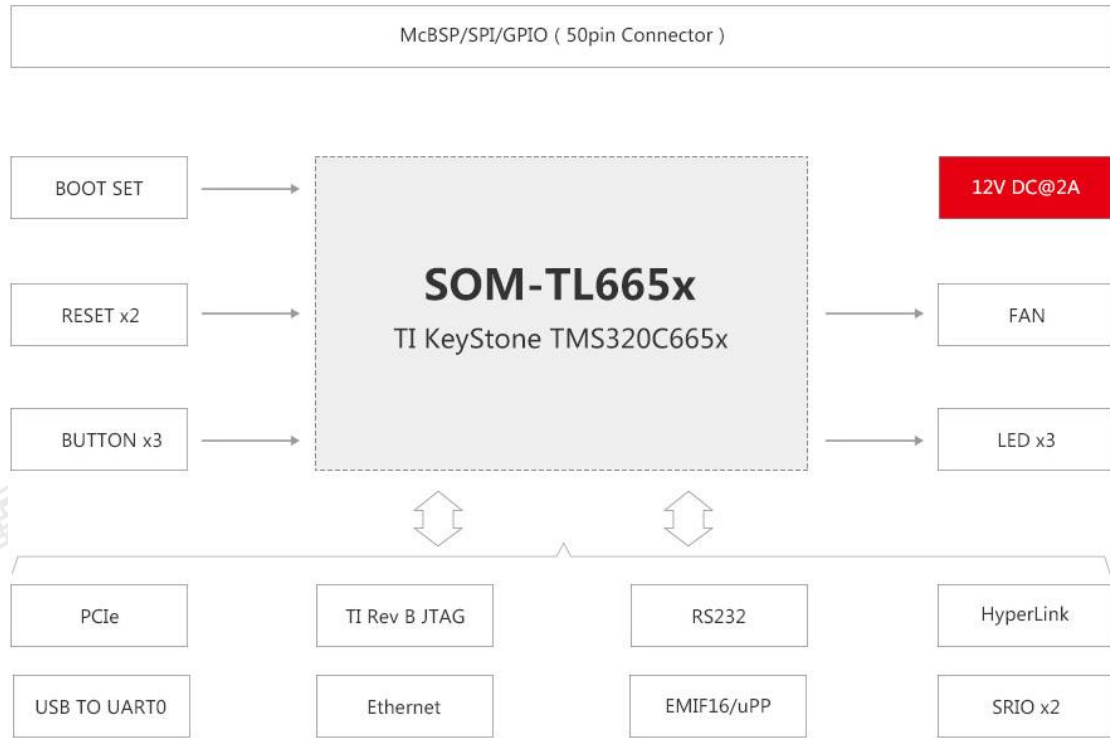 McBSP/SPI/GPIO ( 50pin Connector )
BOOT SET
12V DC@2A
SOM-TL665x
TI KeyStone TMS320C665x
RESET x2
FAN
BUTTON x3
LED x3
PCIe
TI Rev B JTAG
RS232
HyperLink
USB TO UART0
Ethernet
EMIF16/uPP
SRIO x2